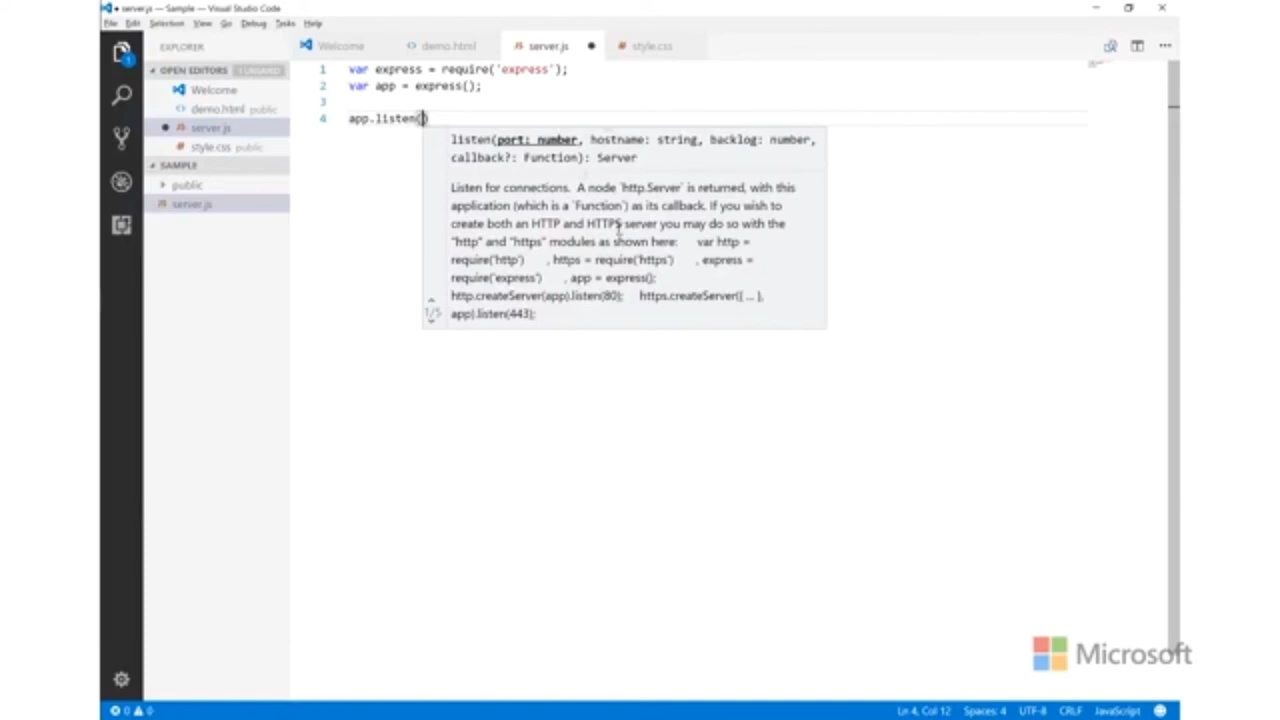 server.js — Sample — Visual Studio Code
File Edit Selection View Go Debug Tasks Help
EXPLORER
Welcome
demo.html
server.js
style.css
OPEN EDITORS 1 UNSAVED
Welcome
demo.html public
server.js
style.css public
SAMPLE
public
server.js
1 var express = require('express');
2 var app = express();
3
4 app.listen()
listen(port: number, hostname: string, backlog: number,
callback?: Function): Server
Listen for connections. A node `http.Server` is returned, with this
application (which is a `Function`) as its callback. If you wish to
create both an HTTP and HTTPS server you may do so with the
"http" and "https" modules as shown here: var http =
require('http') , https = require('https') , express =
require('express') , app = express();
http.createServer(app).listen(80); https.createServer({ ... },
1/5 app).listen(443);
Microsoft
0 0
Ln 4, Col 12 Spaces: 4 UTF-8 CRLF JavaScript